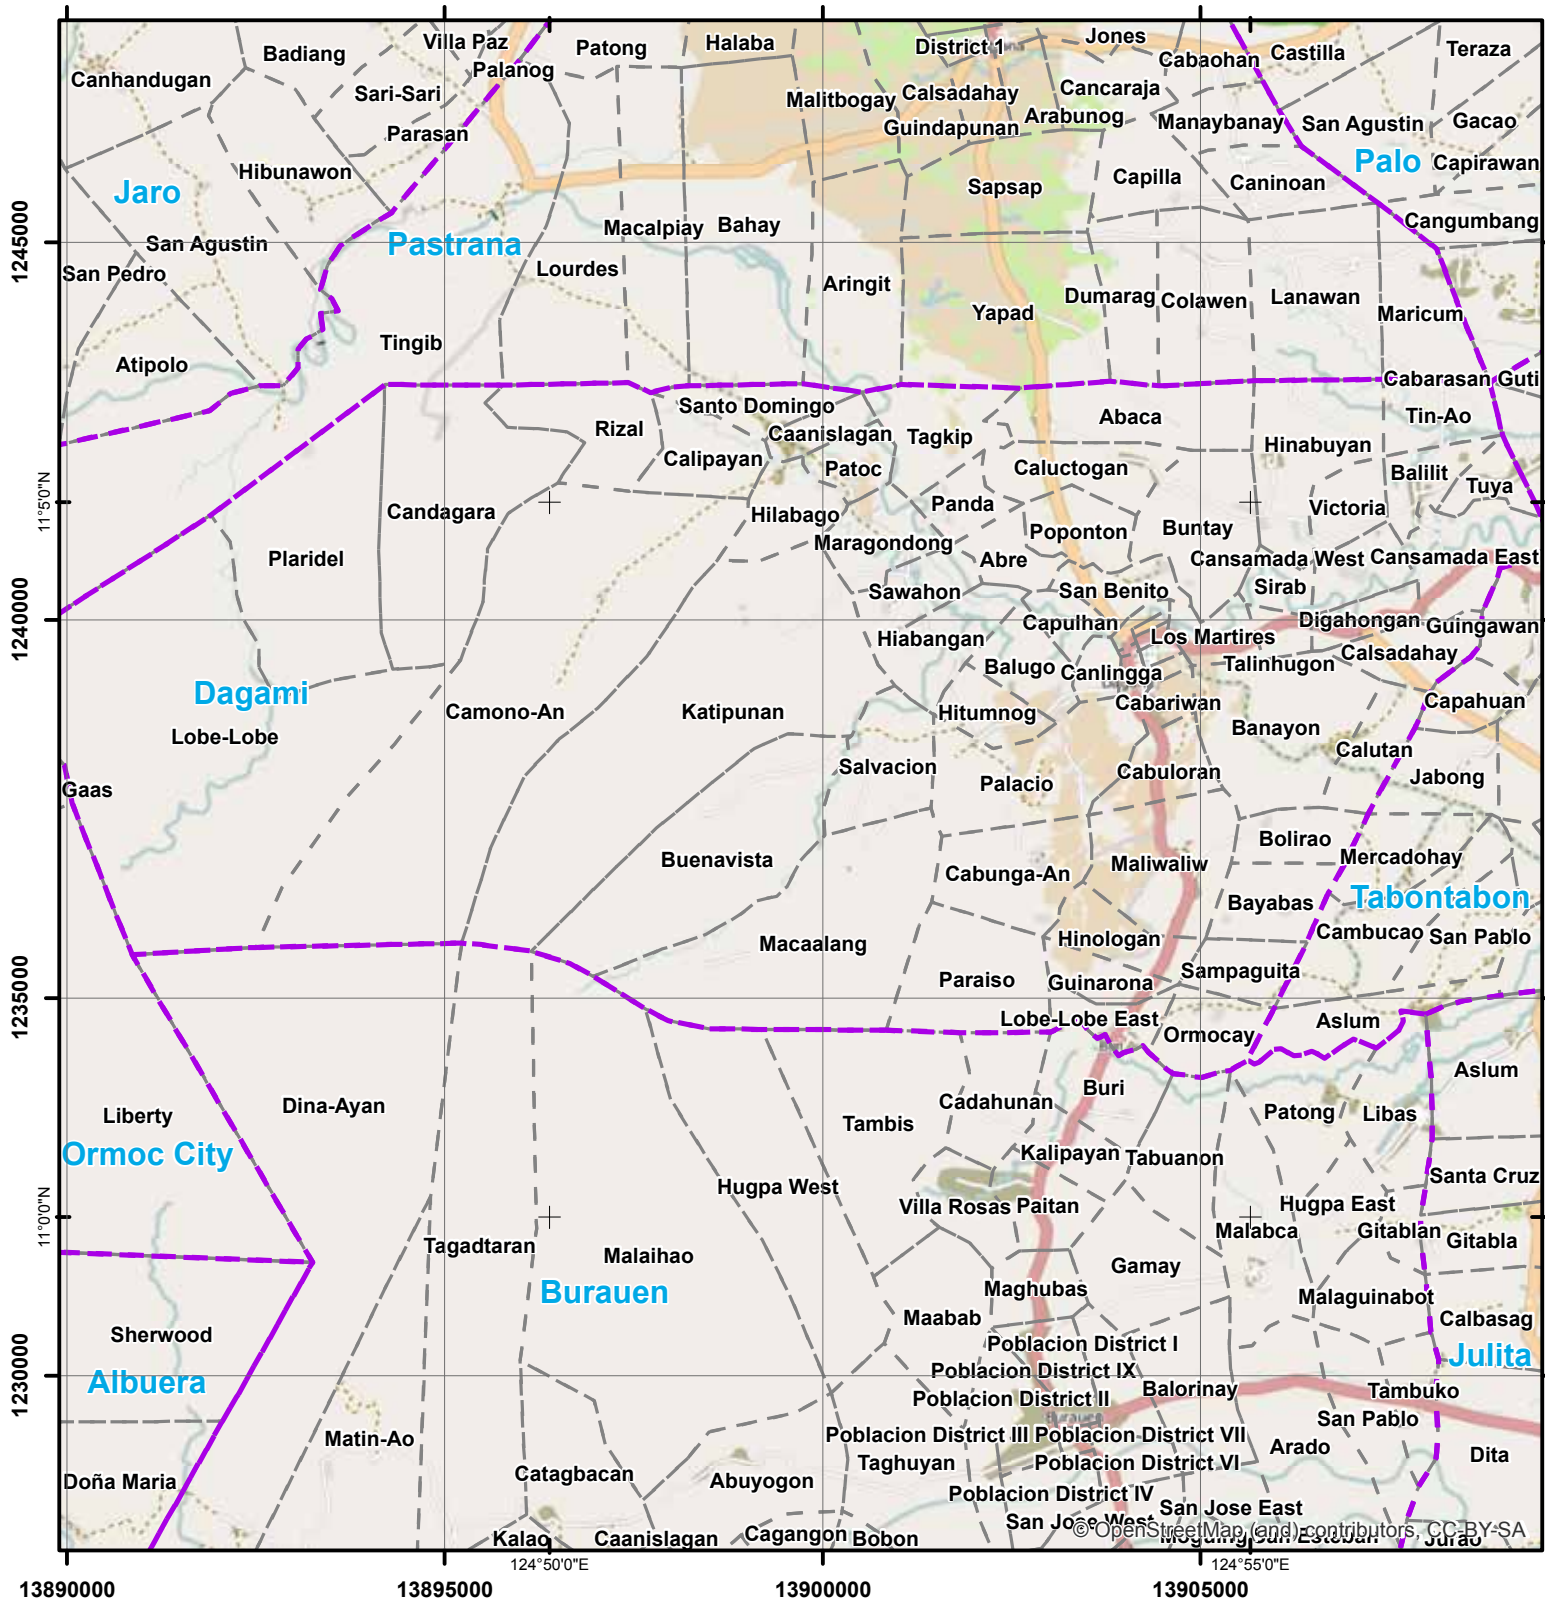 Villa Paz
Badiang
Patong
Halaba
District 1
Jones
Cabaohan
Castilla
Teraza
Canhandugan
Palanog
Sari-Sari
Malitbogay
Calsadahay
Cancaraja
Parasan
Guindapunan
Arabunog
Manaybanay
San Agustin
Gacao
Palo
Capirawan
Hibunawon
Jaro
Sapsap
Capilla
Caninoan
Cangumbang
1245000
San Agustin
Pastrana
Macalpiay
Bahay
San Pedro
Lourdes
Aringit
Yapad
Dumarag
Colawen
Lanawan
Maricum
Atipolo
Tingib
Cabarasan Guti
Santo Domingo
Rizal
Caanislagan
Tagkip
Abaca
Tin-Ao
Hinabuyan
Calipayan
Patoc
Caluctogan
Balilit
Tuya
11°5'0"N
Candagara
Hilabago
Panda
Poponton
Buntay
Victoria
Plaridel
Maragondong
Abre
Cansamada West
Cansamada East
Sawahon
San Benito
Sirab
1240000
Capulhan
Digahongan
Guingawan
Hiabangan
Los Martires
Calsadahay
Balugo
Canlingga
Talinhugon
Dagami
Camono-An
Katipunan
Hitumnog
Cabariwan
Capahuan
Lobe-Lobe
Banayon
Calutan
Salvacion
Palacio
Cabuloran
Jabong
Gaas
Buenavista
Bolirao
Mercadohay
Cabunga-An
Maliwaliw
Tabontabon
Bayabas
Macaalang
Hinologan
Cambucao
San Pablo
Paraiso
Guinarona
Sampaguita
1235000
Lobe-Lobe East
Ormocay
Aslum
Aslum
Dina-Ayan
Liberty
Buri
Cadahunan
Tambis
Patong
Libas
Ormoc City
Kalipayan
Tabuanon
Santa Cruz
Hugpa West
Villa Rosas
Paitan
Hugpa East
11°0'0"N
Malabca
Gitablan
Gitabla
Tagadtaran
Malaihao
Gamay
Burauen
Maghubas
Malaguinabot
Maabab
Calbasag
Sherwood
Poblacion District I
Julita
1230000
Albuera
Poblacion District IX
Balorinay
Tambuko
Poblacion District II
San Pablo
Matin-Ao
Poblacion District III
Poblacion District VII
Arado
Dita
Taghuyan
Poblacion District VI
Doña Maria
Catagbacan
Abuyogon
Poblacion District IV
San Jose East
San Jose West
© OpenStreetMap (and) contributors, CC-BY-SA
Kalao
Caanislagan
Cagangon
Bobon
Moguing
San Esteban
Jurao
124°50'0"E
124°55'0"E
13890000
13895000
13900000
13905000